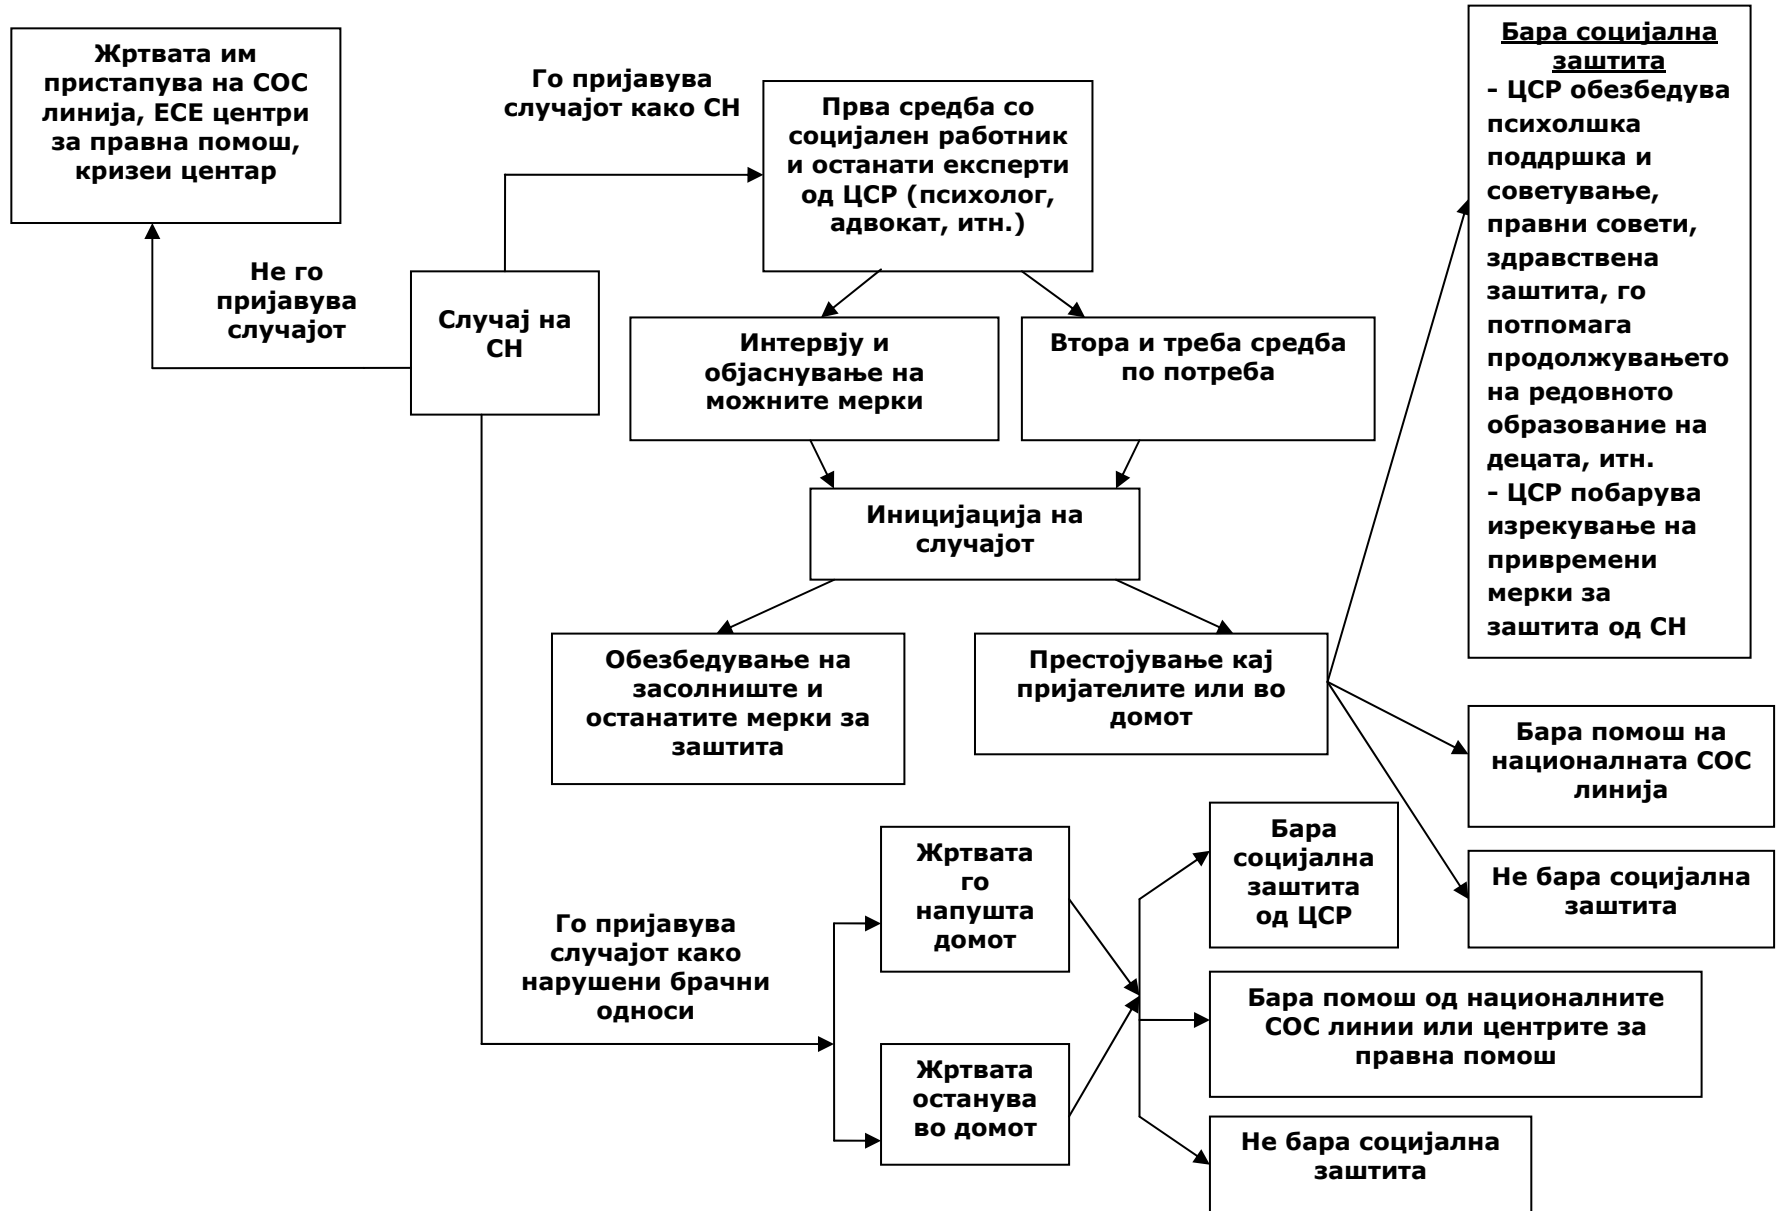 Жртвата им
пристапува на СОС
линија, ЕСЕ центри
за правна помош,
кризеи центар
Го пријавува
случајот како СН
Прва средба со
социјален работник
и останати експерти
од ЦСР (психолог,
адвокат, итн.)
Бара социјална
заштита
- ЦСР обезбедува
психолшка
поддршка и
советување,
правни совети,
здравствена
заштита, го
потпомага
продолжувањето
на редовното
образование на
децата, итн.
- ЦСР побарува
изрекување на
привремени
мерки за
заштита од СН
Не го
пријавува
случајот
Случај на
СН
Интервју и
објаснување на
можните мерки
Втора и треба средба
по потреба
Иницијација на
случајот
Обезбедување на
засолниште и
останатите мерки за
заштита
Престојување кај
пријателите или во
домот
Бара помош на
националната СОС
линија
Не бара социјална
заштита
Го пријавува
случајот како
нарушени брачни
односи
Жртвата
го
напушта
домот
Жртвата
останува
во домот
Бара
социјална
заштита
од ЦСР
Бара помош од националните
СОС линии или центрите за
правна помош
Не бара социјална
заштита